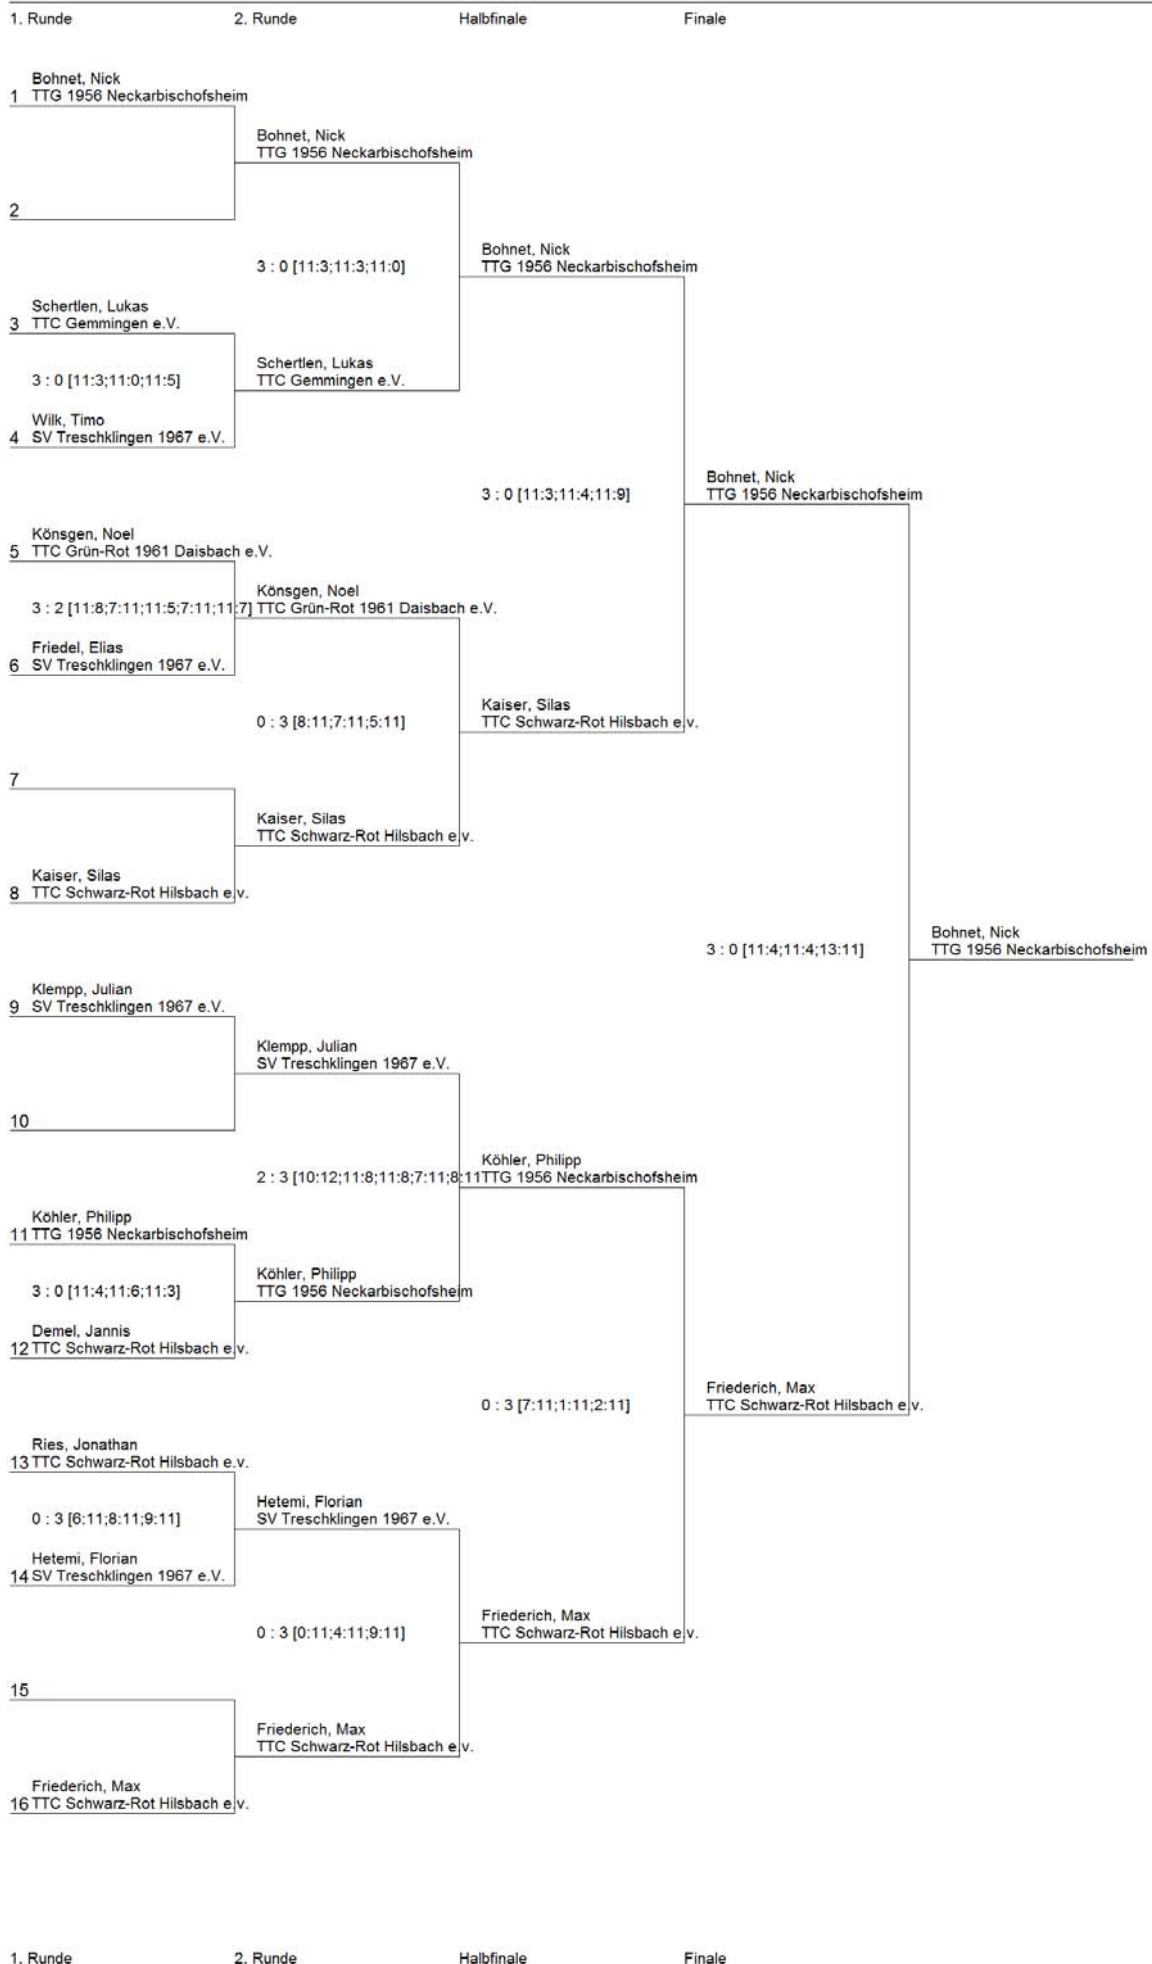 1. Runde 2. Runde Halbfinale Finale
Bohnet, Nick
1 TTG 1956 Neckarbischofsheim
Bohnet, Nick
TTG 1956 Neckarbischofsheim
2
Bohnet, Nick
3 : 0 [11:3;11:3;11:0] TTG 1956 Neckarbischofsheim
Schertlen, Lukas
3 TTC Gemmingen e.V.
Schertlen, Lukas
3 : 0 [11:3;11:0;11:5] TTC Gemmingen e.V.
Wilk, Timo
4 SV Treschklingen 1967 e.V.
Bohnet, Nick
3 : 0 [11:3;11:4;11:9] TTG 1956 Neckarbischofsheim
Könsgen, Noel
5 TTC Grün-Rot 1961 Daisbach e.V.
Könsgen, Noel
3 : 2 [11:8;7:11;11:5;7:11;11:7] TTC Grün-Rot 1961 Daisbach e.V.
Friedel, Elias
6 SV Treschklingen 1967 e.V.
Kaiser, Silas
0 : 3 [8:11;7:11;5:11] TTC Schwarz-Rot Hilsbach e.v.
7
Kaiser, Silas
TTC Schwarz-Rot Hilsbach e.v.
Kaiser, Silas
8 TTC Schwarz-Rot Hilsbach e.v.
Bohnet, Nick
3 : 0 [11:4;11:4;13:11] TTG 1956 Neckarbischofsheim
Klempp, Julian
9 SV Treschklingen 1967 e.V.
Klempp, Julian
SV Treschklingen 1967 e.V.
10
Köhler, Philipp
2 : 3 [10:12;11:8;11:8;7:11;8:11 TTG 1956 Neckarbischofsheim
Köhler, Philipp
11 TTG 1956 Neckarbischofsheim
Köhler, Philipp
3 : 0 [11:4;11:6;11:3] TTG 1956 Neckarbischofsheim
Demel, Jannis
12 TTC Schwarz-Rot Hilsbach e.v.
Friederich, Max
0 : 3 [7:11;1:11;2:11] TTC Schwarz-Rot Hilsbach e.v.
Ries, Jonathan
13 TTC Schwarz-Rot Hilsbach e.v.
Hetemi, Florian
0 : 3 [6:11;8:11;9:11] SV Treschklingen 1967 e.V.
Hetemi, Florian
14 SV Treschklingen 1967 e.V.
Friederich, Max
0 : 3 [0:11;4:11;9:11] TTC Schwarz-Rot Hilsbach e.v.
15
Friederich, Max
TTC Schwarz-Rot Hilsbach e.v.
Friederich, Max
16 TTC Schwarz-Rot Hilsbach e.v.
1. Runde 2. Runde Halbfinale Finale